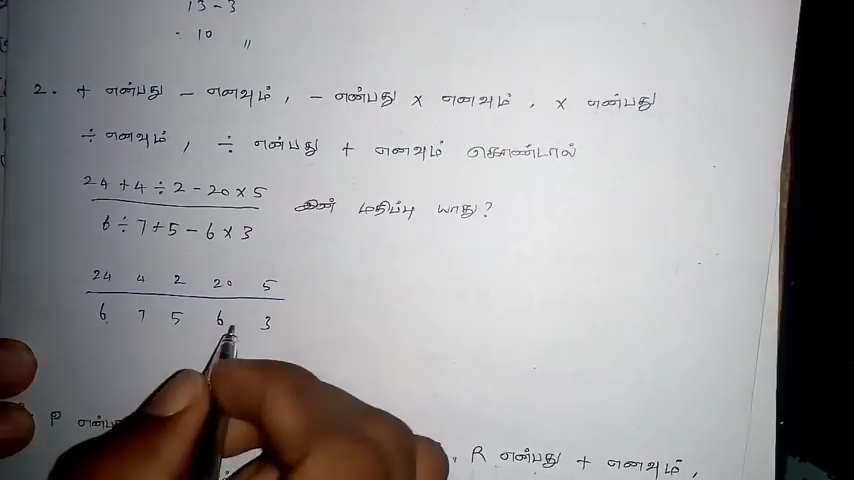 13 - 3
= 10 "
2. + என்பது - எனவும், - என்பது × எனவும், × என்பது
÷ எனவும், ÷ என்பது + எனவும் கொண்டால்
24 + 4 ÷ 2 - 20 × 5
6 ÷ 7 + 5 - 6 × 3
இன் மதிப்பு யாது?
24 4 2 20 5
6 7 5 6 3
P R என்பது + எனவும்,